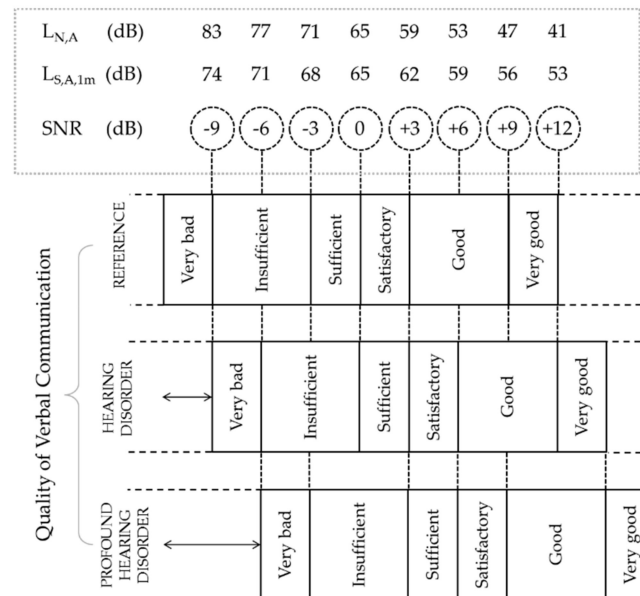 L_N,A (dB) 83 77 71 65 59 53 47 41
L_S,A,1m (dB) 74 71 68 65 62 59 56 53
SNR (dB) -9 -6 -3 0 +3 +6 +9 +12
Quality of Verbal Communication
REFERENCE
Very bad
Insufficient
Sufficient
Satisfactory
Good
Very good
HEARING
DISORDER
Very bad
Insufficient
Sufficient
Satisfactory
Good
Very good
PROFOUND
HEARING
DISORDER
Very bad
Insufficient
Sufficient
Satisfactory
Good
Very good